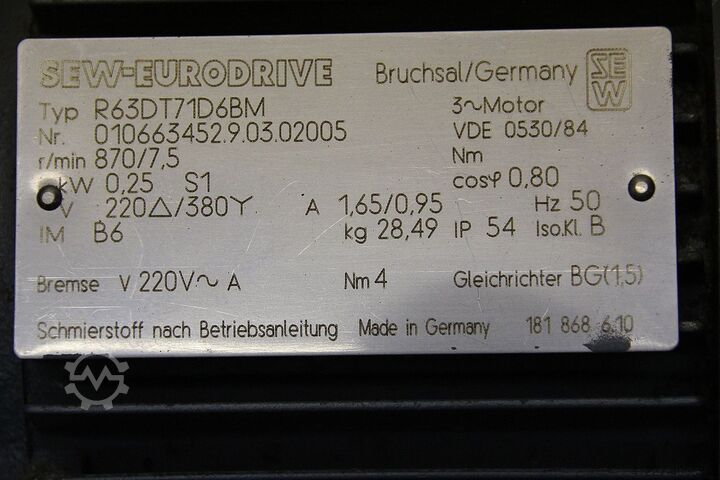 SEW-EURODRIVE Bruchsal/Germany SEW
Typ R63DT71D6BM 3~Motor
Nr. 010663452.9.03.02005 VDE 0530/84
r/min 870/7,5 Nm
kW 0,25 S1 cosφ 0,80
V 220△/380Y A 1,65/0,95 Hz 50
IM B6 kg 28,49 IP 54 Iso.Kl. B
Bremse V 220V~ A Nm 4 Gleichrichter BG(1,5)
Schmierstoff nach Betriebsanleitung Made in Germany 181 868 6.10